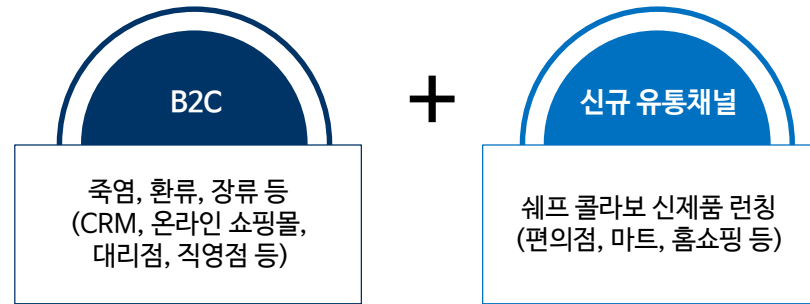 B2C
죽염, 환류, 장류 등
(CRM, 온라인 쇼핑몰,
대리점, 직영점 등)
+
신규 유통채널
쉐프 콜라보 신제품 런칭
(편의점, 마트, 홈쇼핑 등)